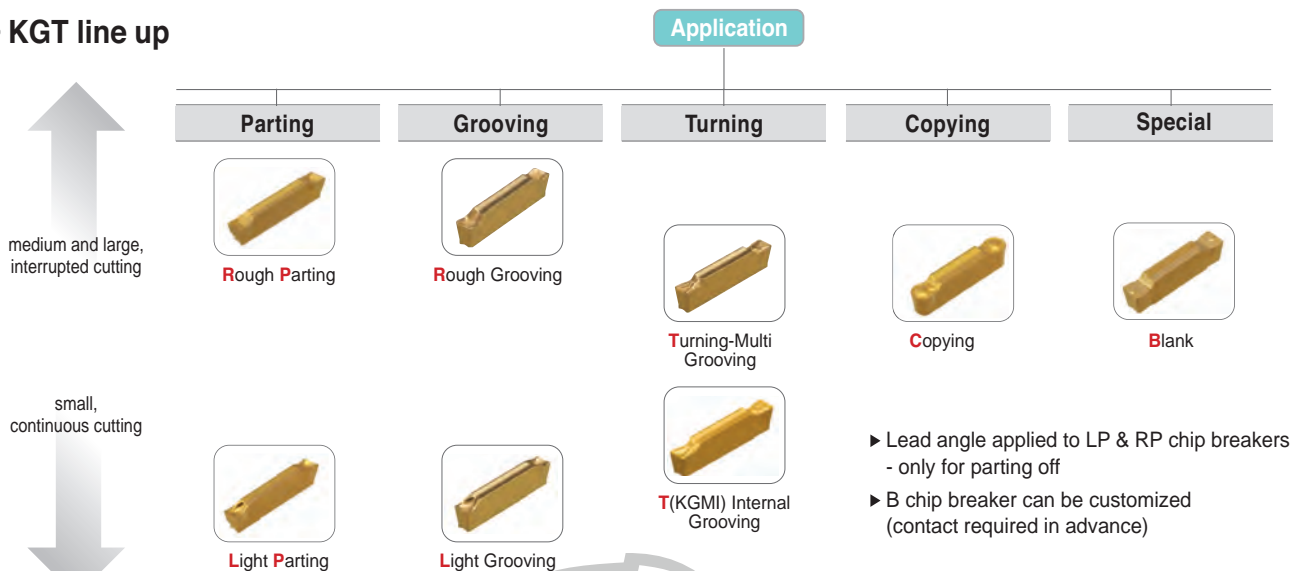 KGT line up
Application
Parting
Grooving
Turning
Copying
Special
medium and large,
interrupted cutting
Rough Parting
Rough Grooving
Turning-Multi
Grooving
Copying
Blank
small,
continuous cutting
Light Parting
Light Grooving
T(KGMI) Internal
Grooving
▶ Lead angle applied to LP & RP chip breakers
- only for parting off
▶ B chip breaker can be customized
(contact required in advance)